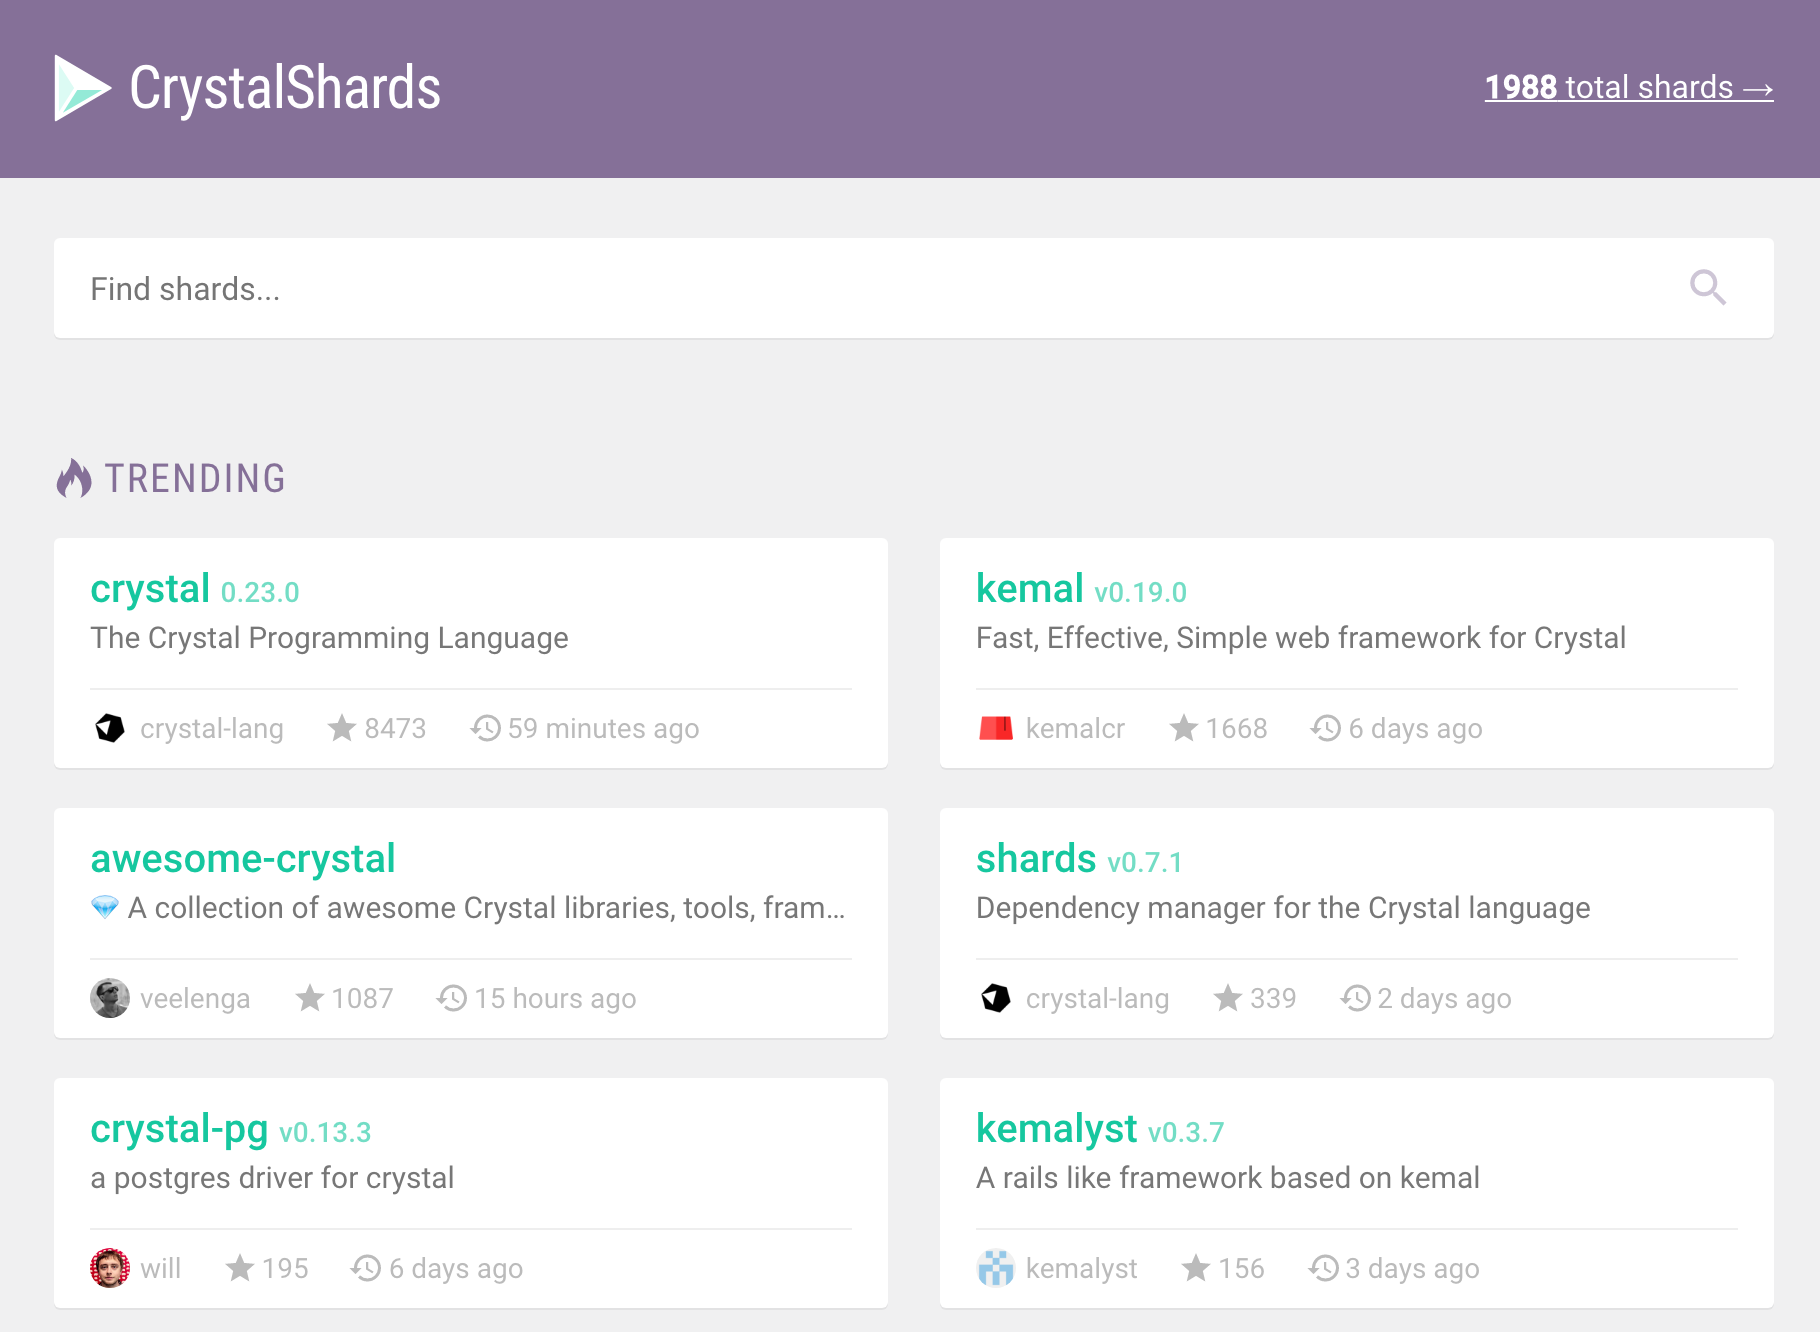 CrystalShards
1988 total shards →
Find shards...
TRENDING
crystal 0.23.0
The Crystal Programming Language
crystal-lang 8473 59 minutes ago
kemal v0.19.0
Fast, Effective, Simple web framework for Crystal
kemalcr 1668 6 days ago
awesome-crystal
💎 A collection of awesome Crystal libraries, tools, fram...
veelenga 1087 15 hours ago
shards v0.7.1
Dependency manager for the Crystal language
crystal-lang 339 2 days ago
crystal-pg v0.13.3
a postgres driver for crystal
will 195 6 days ago
kemalyst v0.3.7
A rails like framework based on kemal
kemalyst 156 3 days ago